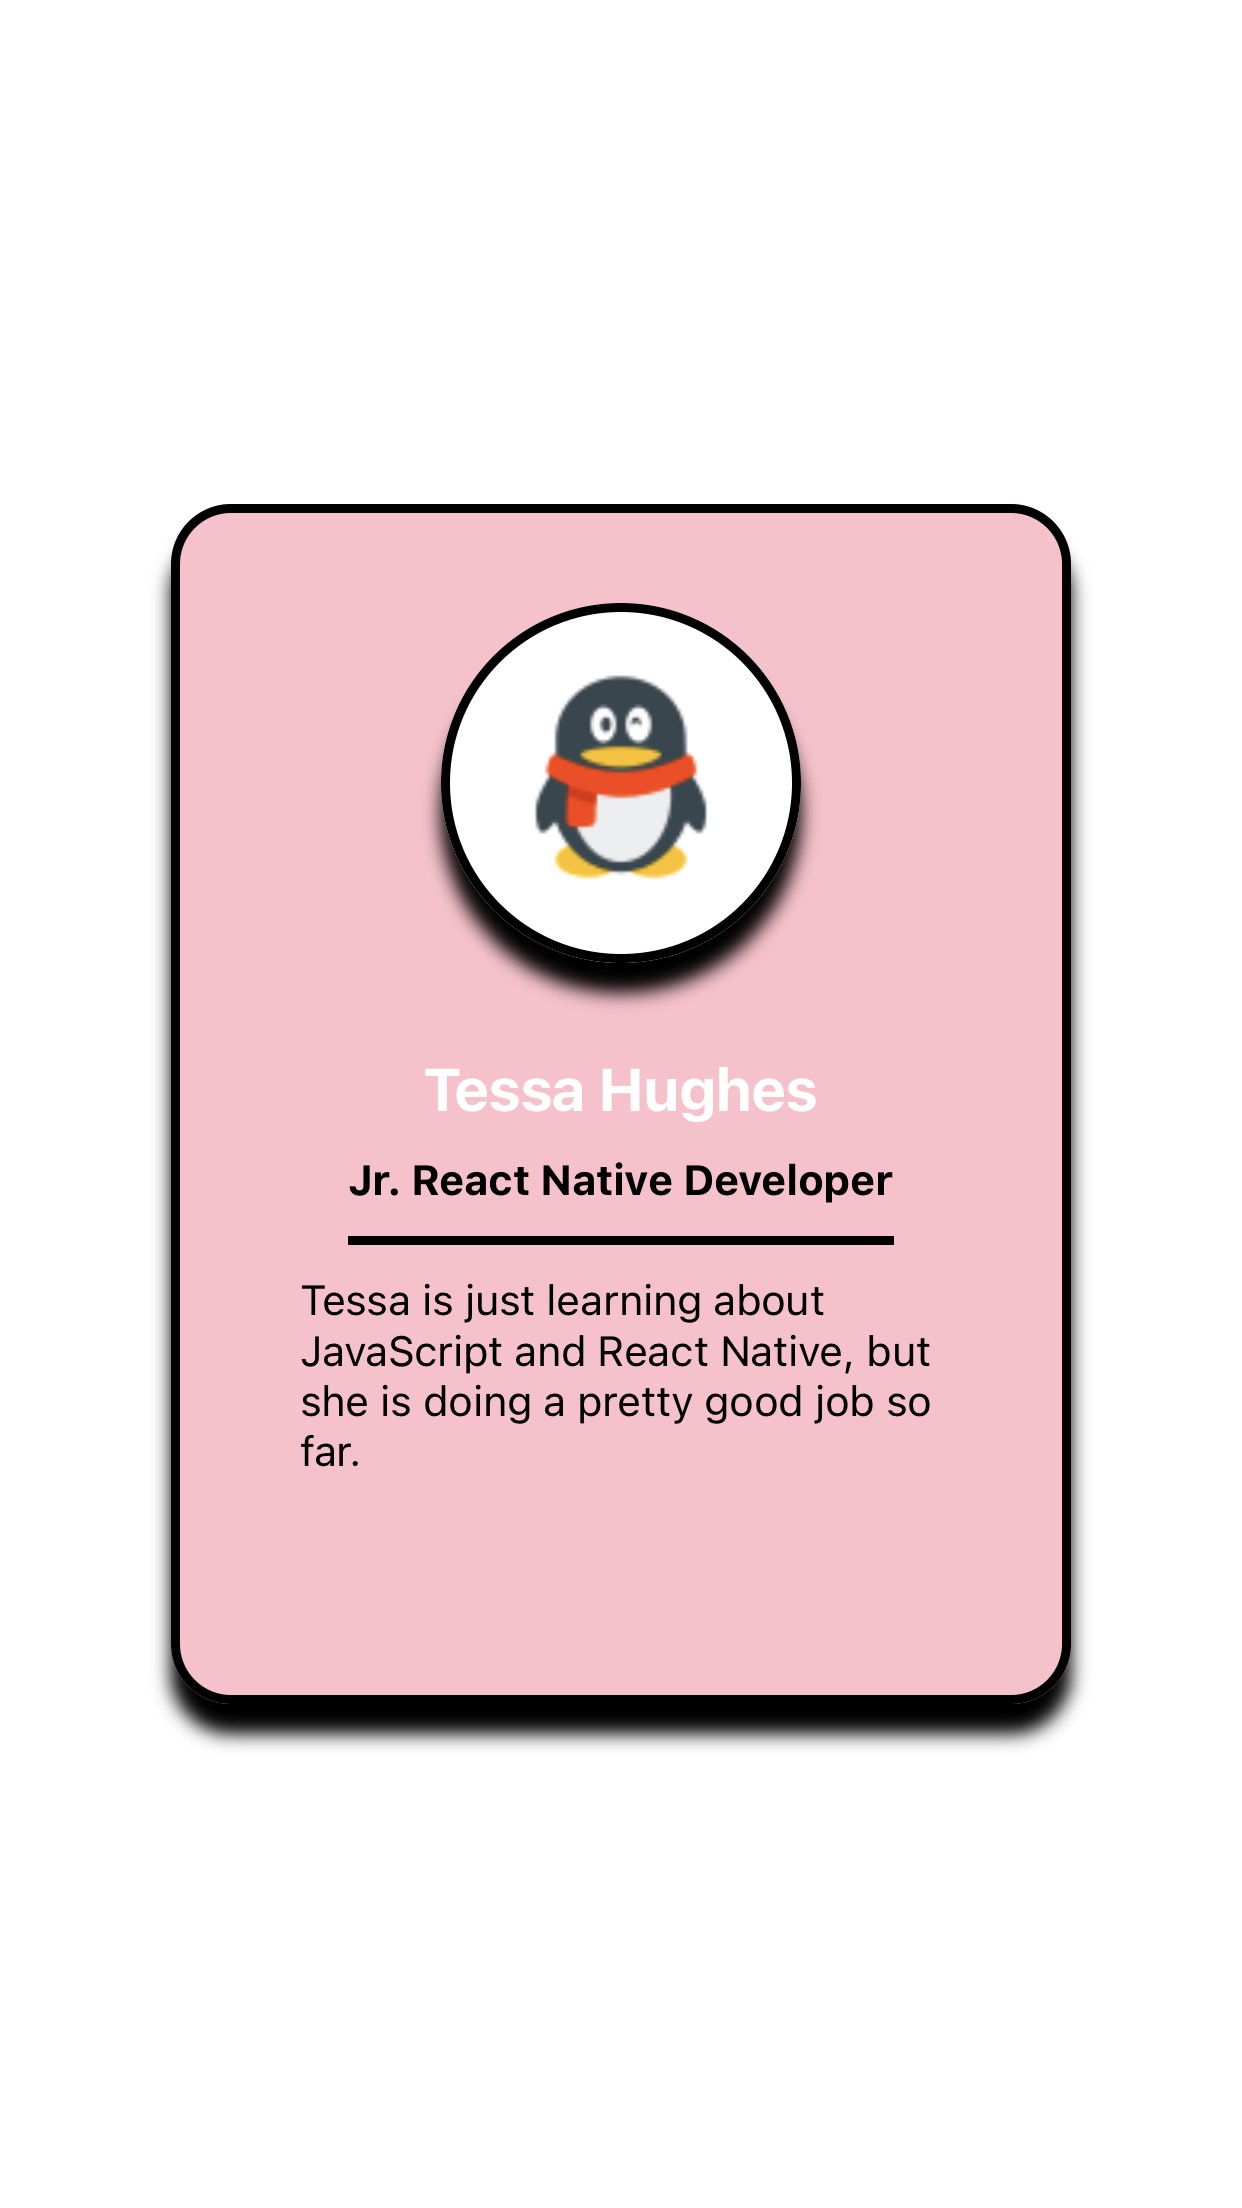 Tessa Hughes
Jr. React Native Developer
Tessa is just learning about
JavaScript and React Native, but
she is doing a pretty good job so
far.